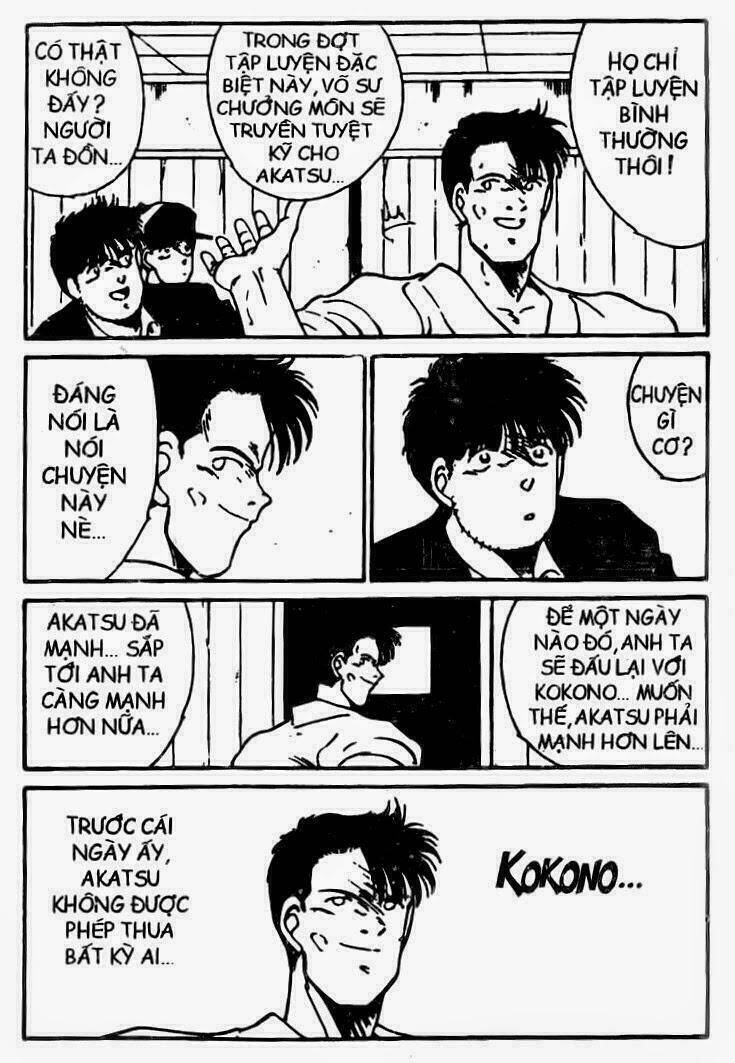 CÓ THẬT
KHÔNG
ĐẤY?
NGƯỜI
TA ĐỒN...
TRONG ĐỢT
TẬP LUYỆN ĐẶC
BIỆT NÀY, VÕ SƯ
CHƯỞNG MÔN SẼ
TRUYỀN TUYỆT
KỸ CHO
AKATSU...
HỌ CHỈ
TẬP LUYỆN
BÌNH
THƯỜNG
THÔI!
ĐÁNG
NỐI LÀ
NÓI
CHUYỆN
NÀY
NÈ...
CHUYỆN
GÌ
CƠ?
AKATSU ĐÃ
MẠNH... SẮP
TỚI ANH TA
CÀNG MẠNH
HƠN NỮA...
ĐỂ MỘT NGÀY
NÀO ĐÓ, ANH TA
SẼ ĐẤU LẠI VỚI
KOKONO... MUỐN
THẾ, AKATSU PHẢI
MẠNH HƠN LÊN...
TRƯỚC CÁI
NGÀY ẤY,
AKATSU
KHÔNG ĐƯỢC
PHÉP THUA
BẤT KỲ AI...
KOKONO...